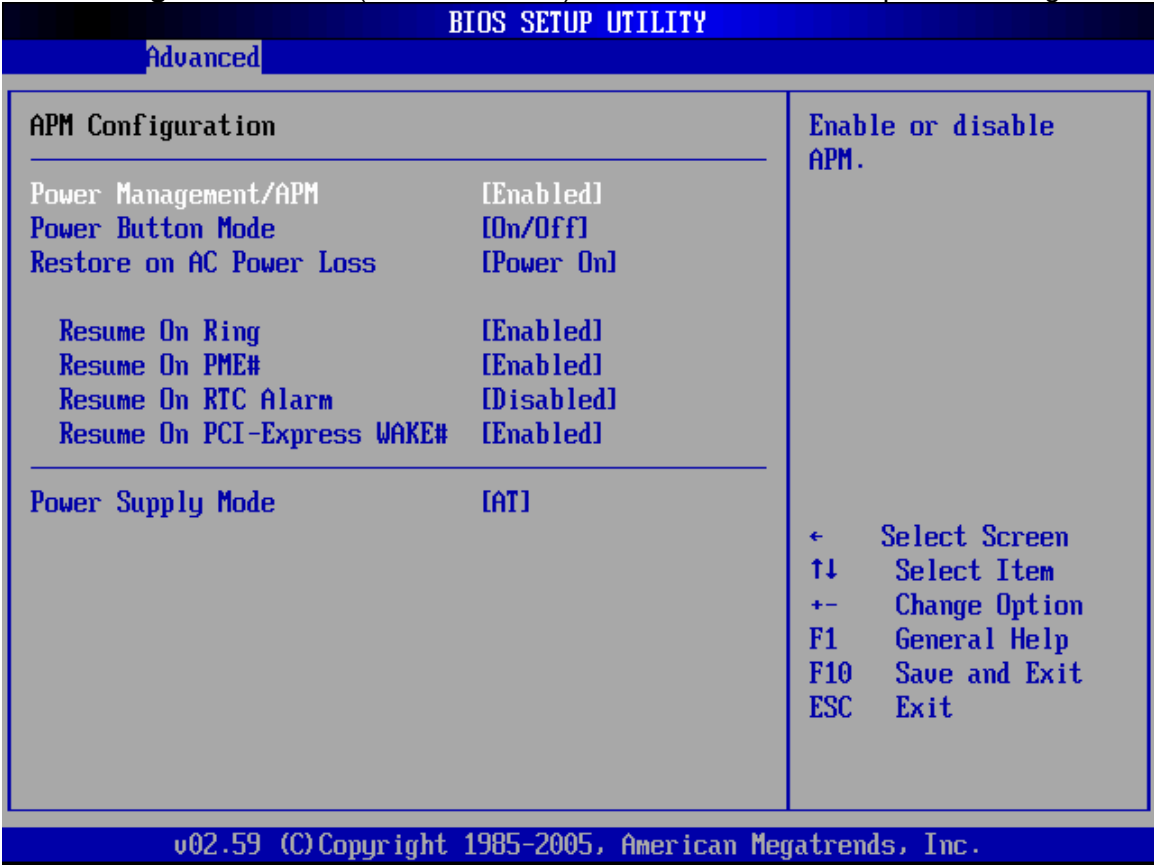 BIOS SETUP UTILITY
Advanced
APM Configuration
Power Management/APM [Enabled]
Power Button Mode [On/Off]
Restore on AC Power Loss [Power On]
Resume On Ring [Enabled]
Resume On PME# [Enabled]
Resume On RTC Alarm [Disabled]
Resume On PCI-Express WAKE# [Enabled]
Power Supply Mode [AT]
Enable or disable
APM.
← Select Screen
↑↓ Select Item
+- Change Option
F1 General Help
F10 Save and Exit
ESC Exit
v02.59 (C)Copyright 1985-2005, American Megatrends, Inc.